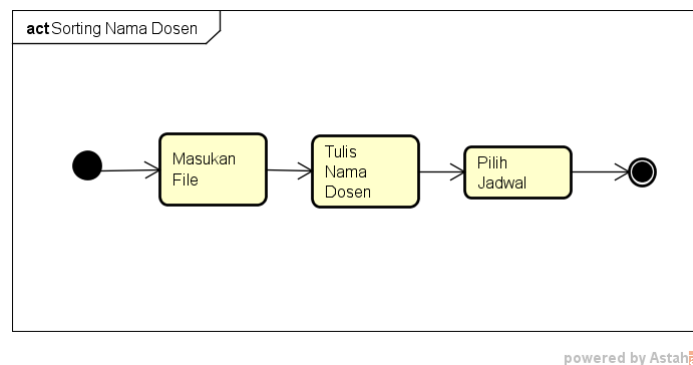 act Sorting Nama Dosen
Masukan
File
Tulis
Nama
Dosen
Pilih
Jadwal
powered by Astah